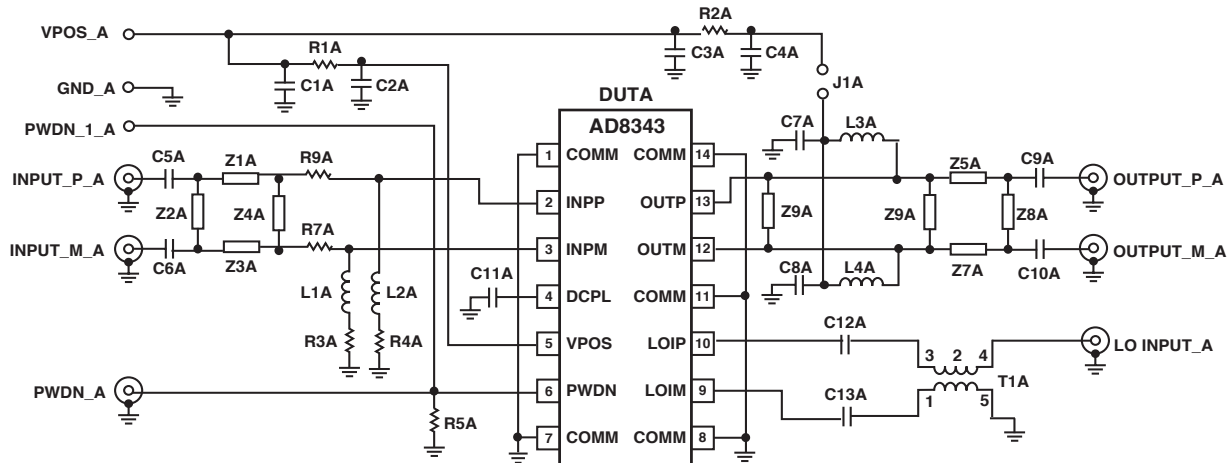 VPOS_A
R1A
C1A
C2A
R2A
C3A
C4A
J1A
GND_A
PWDN_1_A
DUTA
AD8343
C5A
Z1A
R9A
INPUT_P_A
Z2A
Z4A
R7A
INPUT_M_A
C6A
Z3A
L1A
L2A
R3A
R4A
C11A
PWDN_A
R5A
1 COMM
2 INPP
3 INPM
4 DCPL
5 VPOS
6 PWDN
7 COMM
COMM 14
OUTP 13
OUTM 12
COMM 11
LOIP 10
LOIM 9
COMM 8
C7A
L3A
Z5A
C9A
OUTPUT_P_A
Z9A
Z9A
Z8A
OUTPUT_M_A
C8A
L4A
Z7A
C10A
C12A
3 2 4
LO INPUT_A
T1A
C13A
1 5